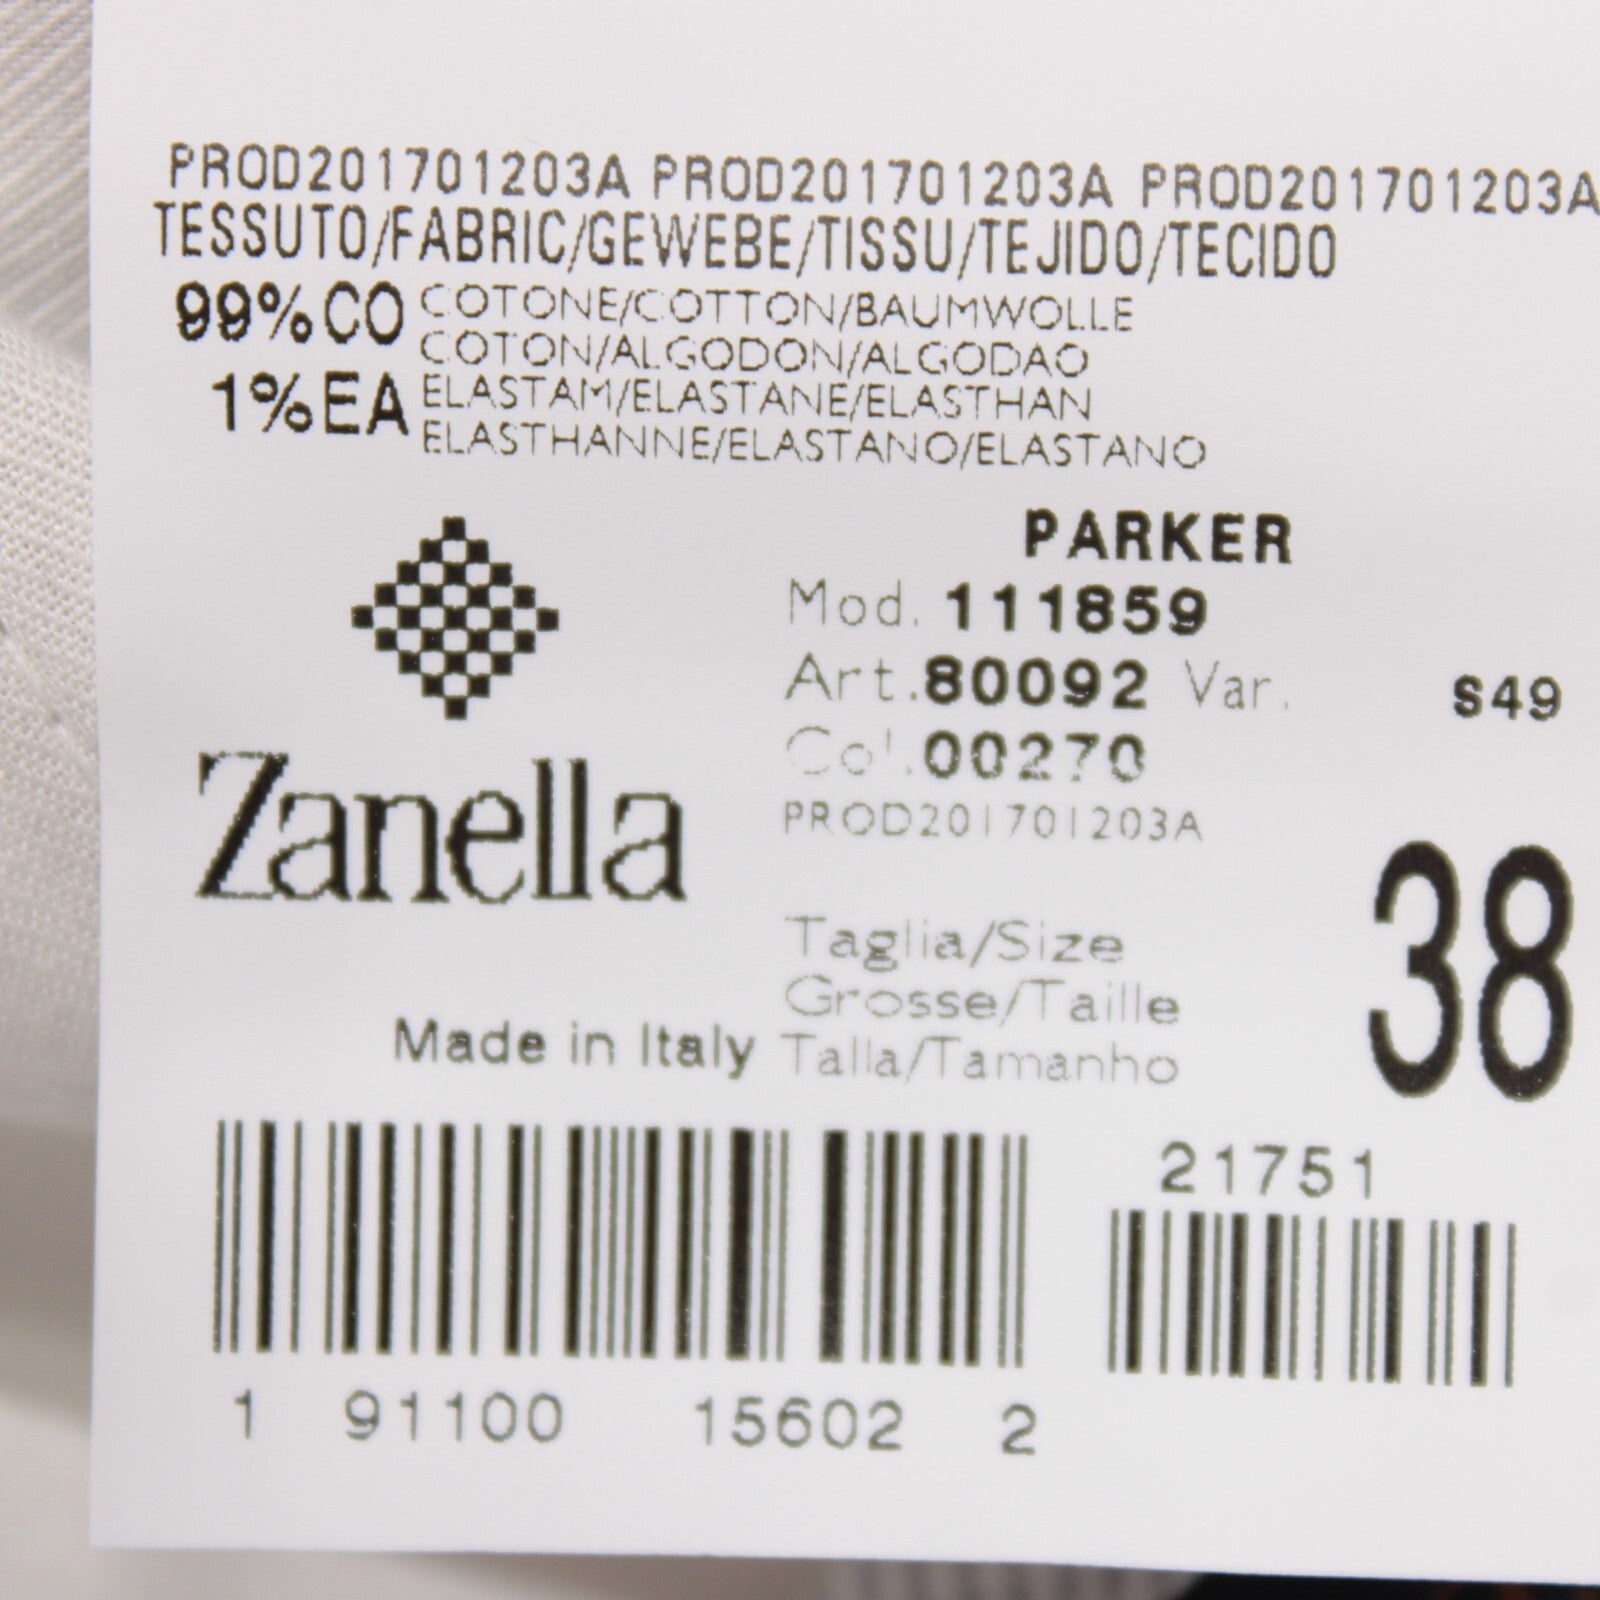 PROD201701203A PROD201701203A PROD201701203A
TESSUTO/FABRIC/GEWEBE/TISSU/TEJIDO/TECIDO
99%CO COTONE/COTTON/BAUMWOLLE
COTON/ALGODON/ALGODAO
1%EA ELASTAM/ELASTANE/ELASTHAN
ELASTHANNE/ELASTANO/ELASTANO
PARKER
Mod. 111859
Art.80092 Var. S49
Col.00270
PROD201701203A
Zanella
Made in Italy
Taglia/Size
Grosse/Taille
Talla/Tamanho
38
21751
1 91100 15602 2